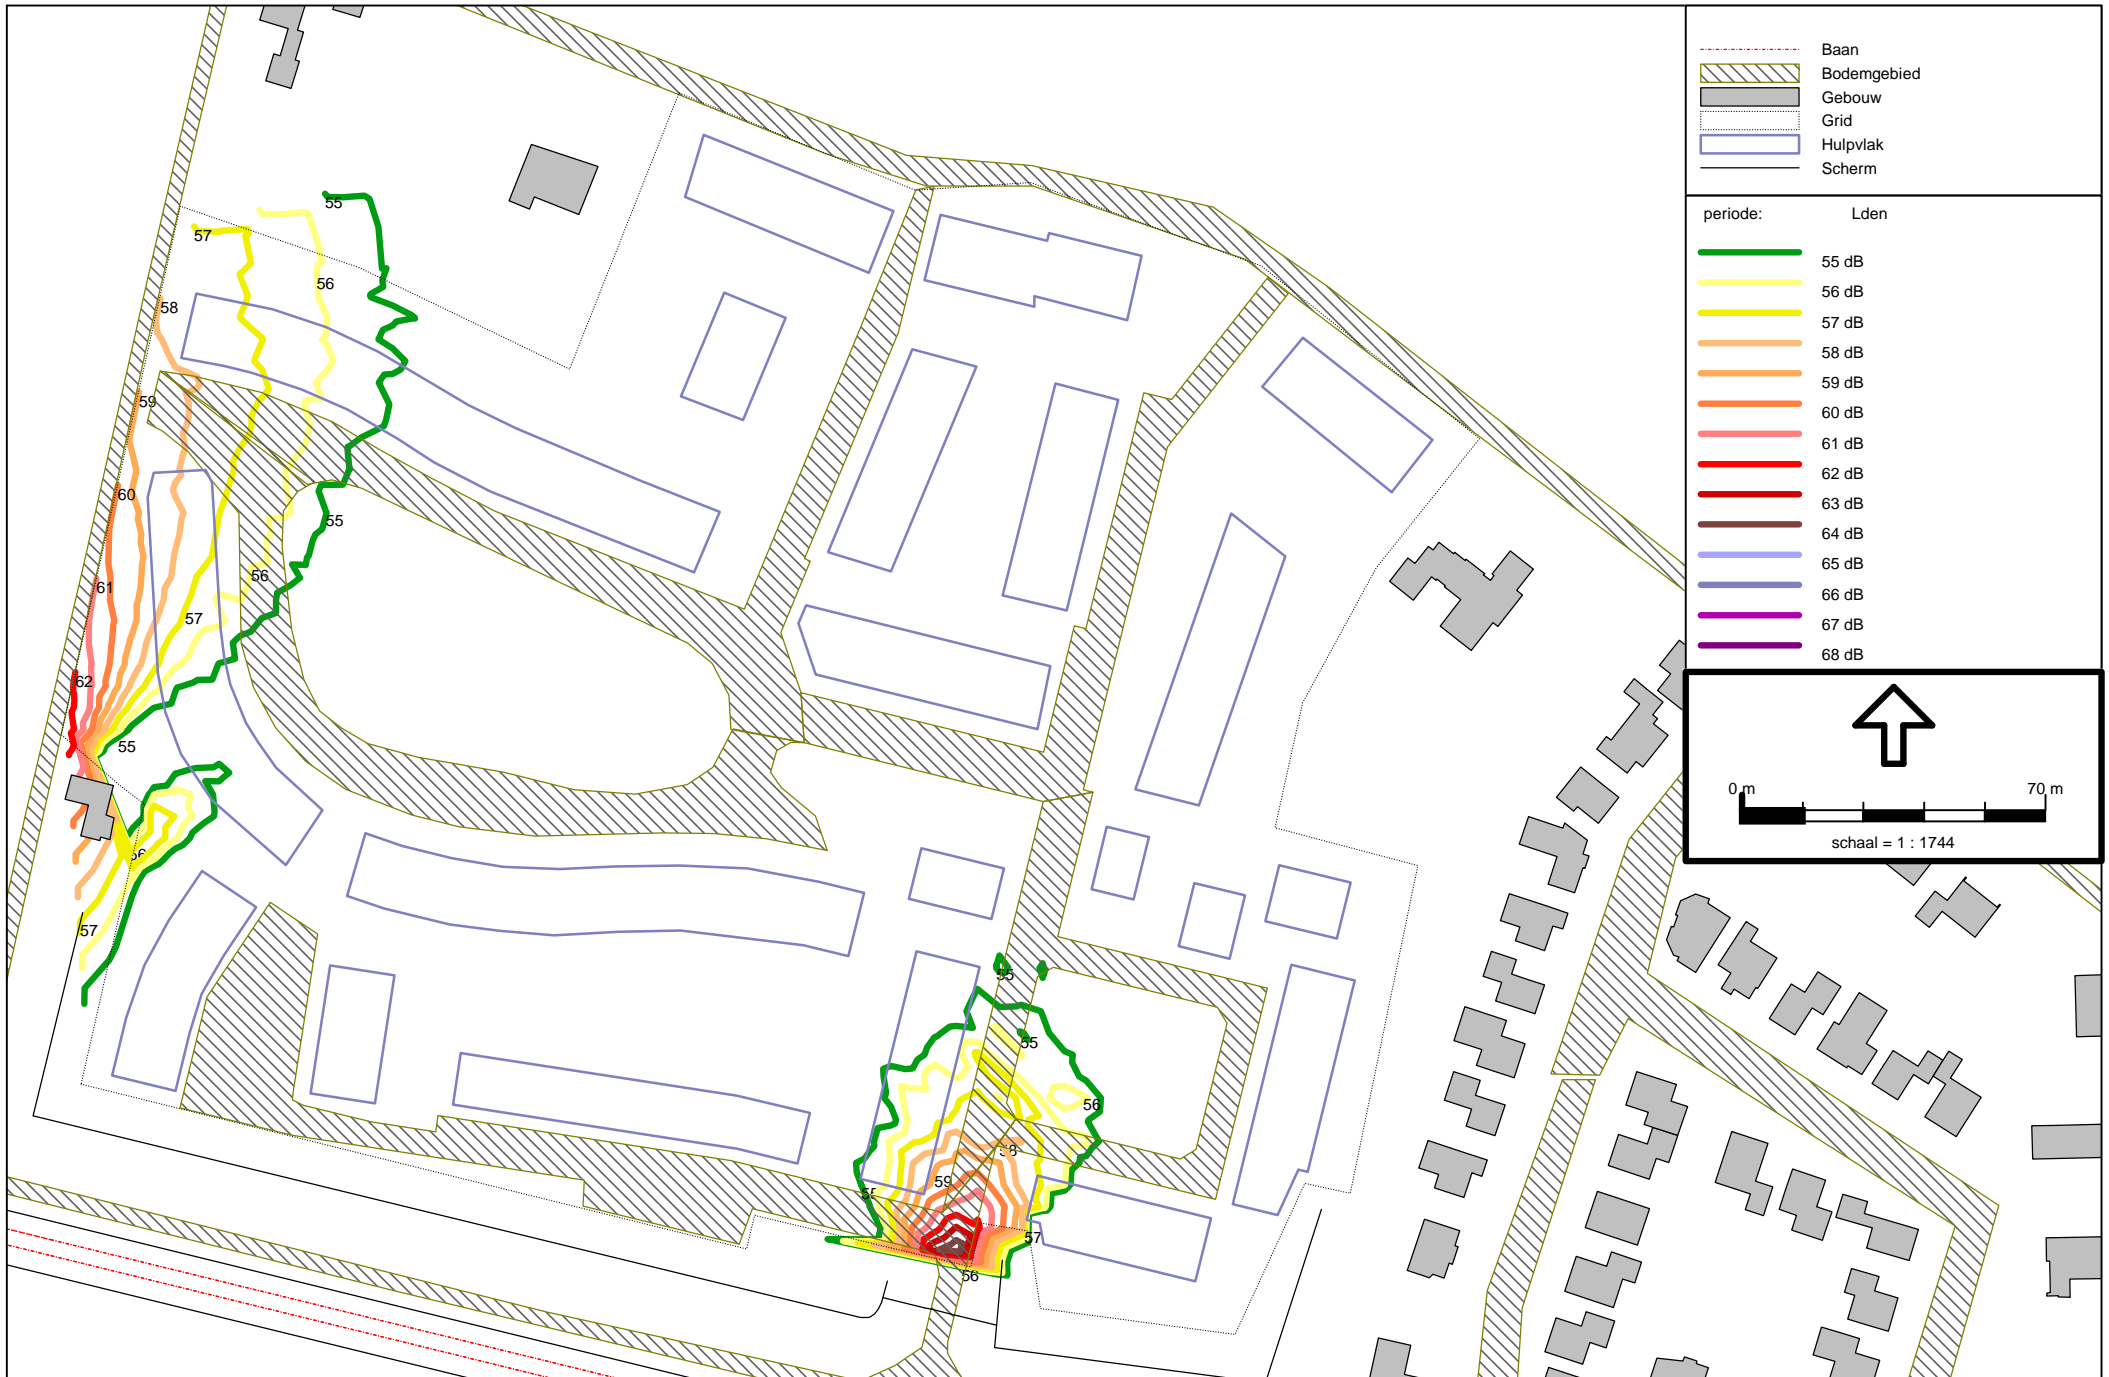 Baan
Bodemgebied
Gebouw
Grid
Hulpvlak
Scherm
periode: Lden
55 dB
56 dB
57 dB
58 dB
59 dB
60 dB
61 dB
62 dB
63 dB
64 dB
65 dB
66 dB
67 dB
68 dB
0 m 70 m
schaal = 1 : 1744
55
57
56
58
59
60
55
56
61
57
62
55
56
57
55
55
56
58
59
55
57
56